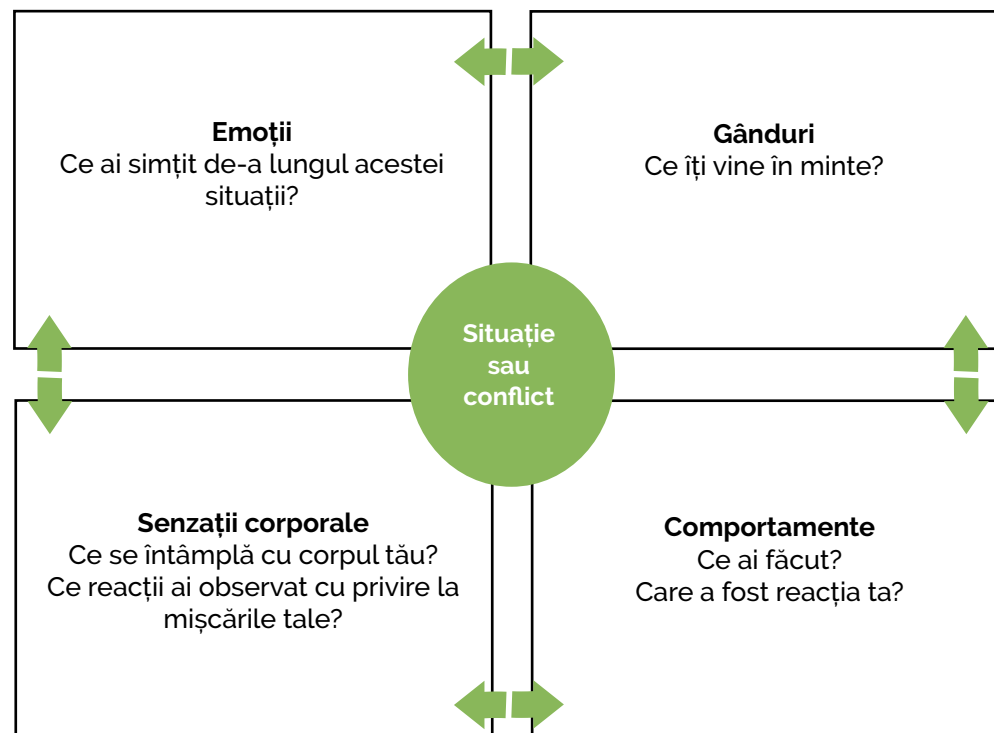 Emoții
Ce ai simțit de-a lungul acestei
situații?
Gânduri
Ce îți vine în minte?
Situație
sau
conflict
Senzații corporale
Ce se întâmplă cu corpul tău?
Ce reacții ai observat cu privire la
mișcările tale?
Comportamente
Ce ai făcut?
Care a fost reacția ta?